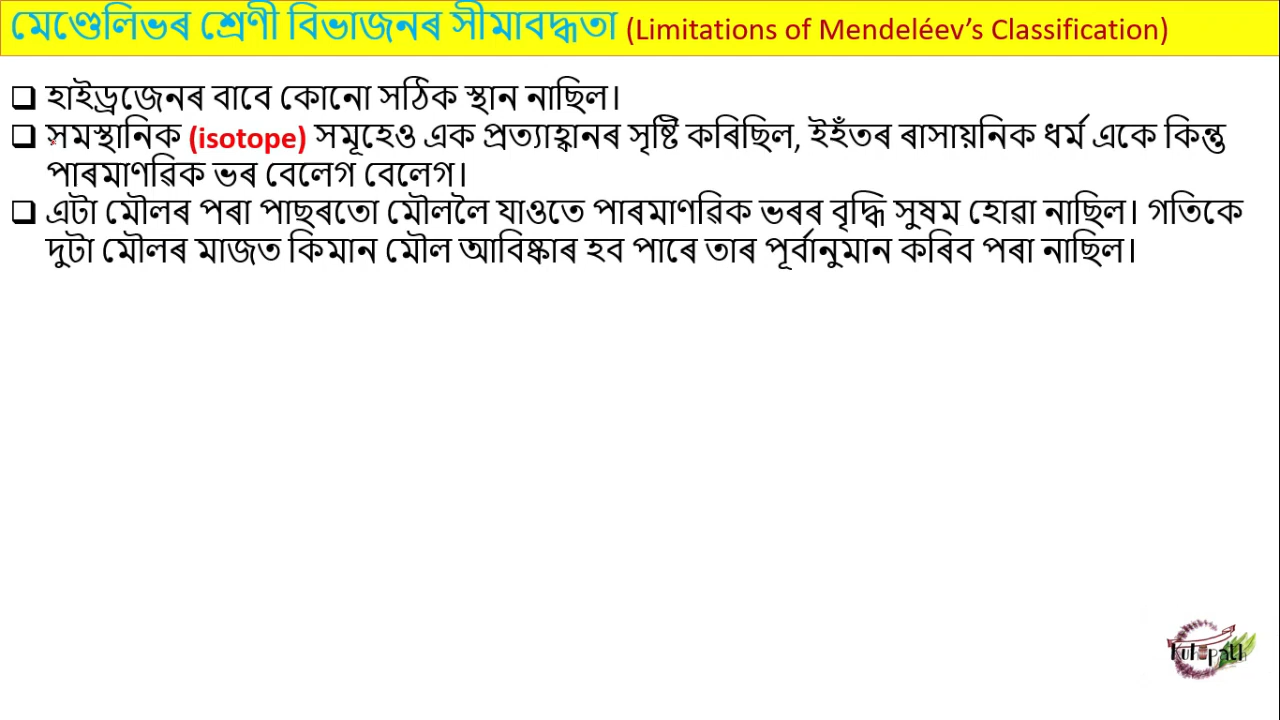 মেণ্ডেলিভৰ শ্ৰেণী বিভাজনৰ সীমাবদ্ধতা (Limitations of Mendeléev’s Classification)
হাইড্ৰজেনৰ বাবে কোনো সঠিক স্থান নাছিল।
সমস্থানিক (isotope) সমূহেও এক প্ৰত্যাহ্বানৰ সৃষ্টি কৰিছিল, ইহঁতৰ ৰাসায়নিক ধৰ্ম একে কিন্তু
পাৰমাণৱিক ভৰ বেলেগ বেলেগ।
এটা মৌলৰ পৰা পাছৰতো মৌললৈ যাওতে পাৰমাণৱিক ভৰৰ বৃদ্ধি সুষম হোৱা নাছিল। গতিকে
দুটা মৌলৰ মাজত কিমান মৌল আবিষ্কাৰ হব পাৰে তাৰ পূৰ্বানুমান কৰিব পৰা নাছিল।